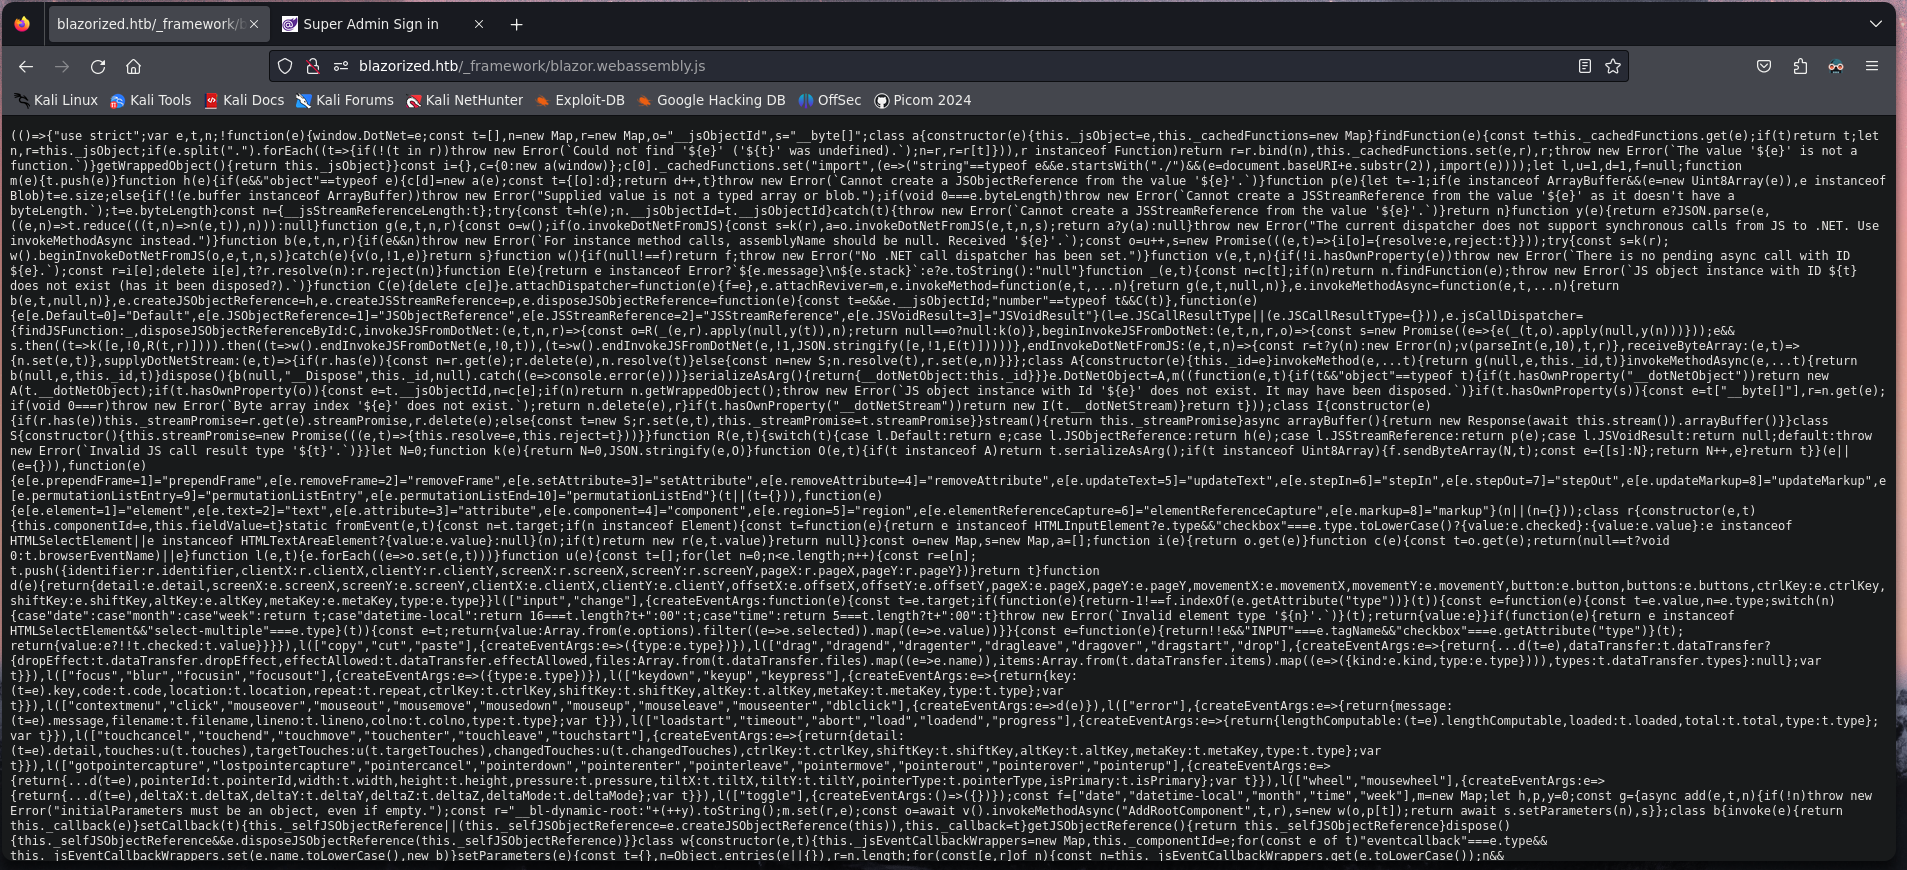 blazorized.htb/_framework/b
Super Admin Sign in
blazorized.htb/_framework/blazor.webassembly.js
Kali Linux
Kali Tools
Kali Docs
Kali Forums
Kali NetHunter
Exploit-DB
Google Hacking DB
OffSec
Picom 2024
(()=>{"use strict";var e,t,n;!function(e){window.DotNet=e;const t=[],n=new Map,r=new Map,o="__jsObjectId",s="__byte[]";class a{constructor(e){this._jsObject=e,this._cachedFunctions=new Map}findFunction(e){const t=this._cachedFunctions.get(e);if(t)return t;let
n,r=this._jsObject;if(e.split(".").forEach((t=>{if(!(t in r))throw new Error(`Could not find '${e}' ('${t}' was undefined).`);n=r,r=r[t]})),r instanceof Function)return r=r.bind(n),this._cachedFunctions.set(e,r),r;throw new Error(`The value '${e}' is not a
function.`)}getWrappedObject(){return this._jsObject}}const i={},c={0:new a(window)};c[0]._cachedFunctions.set("import",(e=>("string"==typeof e&&e.startsWith("./")&&(e=document.baseURI+e.substr(2)),import(e))));let l,u=1,d=1,f=null;function
m(e){t.push(e)}function h(e){if(e&&"object"==typeof e){c[d]=new a(e);const t={[o]:d};return d++,t}throw new Error(`Cannot create a JSObjectReference from the value '${e}'.`)}function p(e){let t=-1;if(e instanceof ArrayBuffer&&(e=new Uint8Array(e)),e instanceof
Blob)t=e.size;else{if(!(e.buffer instanceof ArrayBuffer))throw new Error("Supplied value is not a typed array or blob.");if(void 0===e.byteLength)throw new Error(`Cannot create a JSStreamReference from the value '${e}' as it doesn't have a
byteLength.`);t=e.byteLength}const n={__jsStreamReferenceLength:t};try{const t=h(e);n.__jsObjectId=t.__jsObjectId}catch(t){throw new Error(`Cannot create a JSStreamReference from the value '${e}'.`)}return n}function y(e){return e?JSON.parse(e,
((e,n)=>t.reduce(((t,n)=>n(e,t)),n))):null}function g(e,t,n,r){const o=w();if(o.invokeDotNetFromJS){const s=k(r),a=o.invokeDotNetFromJS(e,t,n,s);return a?y(a):null}throw new Error("The current dispatcher does not support synchronous calls from JS to .NET. Use
invokeMethodAsync instead.")}function b(e,t,n,r){if(e&&n)throw new Error(`For instance method calls, assemblyName should be null. Received '${e}'.`);const o=u++,s=new Promise(((e,t)=>{i[o]={resolve:e,reject:t}}));try{const s=k(r);
w().beginInvokeDotNetFromJS(o,e,t,n,s)}catch(e){v(o,!1,e)}return s}function w(){if(null!==f)return f;throw new Error("No .NET call dispatcher has been set.")}function v(e,t,n){if(!i.hasOwnProperty(e))throw new Error(`There is no pending async call with ID
${e}.`);const r=i[e];delete i[e],t?r.resolve(n):r.reject(n)}function E(e){return e instanceof Error?`${e.message}\n${e.stack}`:e?e.toString():"null"}function _(e,t){const n=c[t];if(n)return n.findFunction(e);throw new Error(`JS object instance with ID ${t}
does not exist (has it been disposed?).`)}function C(e){delete c[e]}e.attachDispatcher=function(e){f=e},e.attachReviver=m,e.invokeMethod=function(e,t,...n){return g(e,t,null,n)},e.invokeMethodAsync=function(e,t,...n){return
b(e,t,null,n)},e.createJSObjectReference=h,e.createJSStreamReference=p,e.disposeJSObjectReference=function(e){const t=e&&e.__jsObjectId;"number"==typeof t&&C(t)},function(e)
{e[e.Default=0]="Default",e[e.JSObjectReference=1]="JSObjectReference",e[e.JSStreamReference=2]="JSStreamReference",e[e.JSVoidResult=3]="JSVoidResult"}(l=e.JSCallResultType||(e.JSCallResultType={})),e.jsCallDispatcher=
{findJSFunction:_,disposeJSObjectReferenceById:C,invokeJSFromDotNet:(e,t,n,r)=>{const o=R(_(e,r).apply(null,y(t)),n);return null==o?null:k(o)},beginInvokeJSFromDotNet:(e,t,n,r,o)=>{const s=new Promise((e=>{e(_(t,o).apply(null,y(n)))}));e&&
s.then((t=>k([e,!0,R(t,r)]))).then((t=>w().endInvokeJSFromDotNet(e,!0,t)),(t=>w().endInvokeJSFromDotNet(e,!1,JSON.stringify([e,!1,E(t)]))))},endInvokeDotNetFromJS:(e,t,n)=>{const r=t?y(n):new Error(n);v(parseInt(e,10),t,r)},receiveByteArray:(e,t)=>
{n.set(e,t)},supplyDotNetStream:(e,t)=>{if(r.has(e)){const n=r.get(e);r.delete(e),n.resolve(t)}else{const n=new S;n.resolve(t),r.set(e,n)}}};class A{constructor(e){this._id=e}invokeMethod(e,...t){return g(null,e,this._id,t)}invokeMethodAsync(e,...t){return
b(null,e,this._id,t)}dispose(){b(null,"__Dispose",this._id,null).catch((e=>console.error(e)))}serializeAsArg(){return{__dotNetObject:this._id}}}e.DotNetObject=A,m((function(e,t){if(t&&"object"==typeof t){if(t.hasOwnProperty("__dotNetObject"))return new
A(t.__dotNetObject);if(t.hasOwnProperty(o)){const e=t.__jsObjectId,n=c[e];if(n)return n.getWrappedObject();throw new Error(`JS object instance with Id '${e}' does not exist. It may have been disposed.`)}if(t.hasOwnProperty(s)){const e=t["__byte[]"],r=n.get(e);
if(void 0===r)throw new Error(`Byte array index '${e}' does not exist.`);return n.delete(e),r}if(t.hasOwnProperty("__dotNetStream"))return new I(t.__dotNetStream)}return t}));class I{constructor(e)
{if(r.has(e))this._streamPromise=r.get(e).streamPromise,r.delete(e);else{const t=new S;r.set(e,t),this._streamPromise=t.streamPromise}}stream(){return this._streamPromise}async arrayBuffer(){return new Response(await this.stream()).arrayBuffer()}}class
S{constructor(){this.streamPromise=new Promise(((e,t)=>{this.resolve=e,this.reject=t}))}}function R(e,t){switch(t){case l.Default:return e;case l.JSObjectReference:return h(e);case l.JSStreamReference:return p(e);case l.JSVoidResult:return null;default:throw
new Error(`Invalid JS call result type '${t}'.`)}}let N=0;function k(e){return N=0,JSON.stringify(e,O)}function O(e,t){if(t instanceof A)return t.serializeAsArg();if(t instanceof Uint8Array){f.sendByteArray(N,t);const e={[s]:N};return N++,e}return t}}(e||
(e={})),function(e)
{e[e.prependFrame=1]="prependFrame",e[e.removeFrame=2]="removeFrame",e[e.setAttribute=3]="setAttribute",e[e.removeAttribute=4]="removeAttribute",e[e.updateText=5]="updateText",e[e.stepIn=6]="stepIn",e[e.stepOut=7]="stepOut",e[e.updateMarkup=8]="updateMarkup",e
[e.permutationListEntry=9]="permutationListEntry",e[e.permutationListEnd=10]="permutationListEnd"}(t||(t={})),function(e)
{e[e.element=1]="element",e[e.text=2]="text",e[e.attribute=3]="attribute",e[e.component=4]="component",e[e.region=5]="region",e[e.elementReferenceCapture=6]="elementReferenceCapture",e[e.markup=8]="markup"}(n||(n={}));class r{constructor(e,t)
{this.componentId=e,this.fieldValue=t}static fromEvent(e,t){const n=t.target;if(n instanceof Element){const t=function(e){return e instanceof HTMLInputElement?e.type&&"checkbox"===e.type.toLowerCase()?{value:e.checked}:{value:e.value}:e instanceof
HTMLSelectElement||e instanceof HTMLTextAreaElement?{value:e.value}:null}(n);if(t)return new r(e,t.value)}return null}}const o=new Map,s=new Map,a=[];function i(e){return o.get(e)}function c(e){const t=o.get(e);return(null==t?void
0:t.browserEventName)||e}function l(e,t){e.forEach((e=>o.set(e,t)))}function u(e){const t=[];for(let n=0;n<e.length;n++){const r=e[n];
t.push({identifier:r.identifier,clientX:r.clientX,clientY:r.clientY,screenX:r.screenX,screenY:r.screenY,pageX:r.pageX,pageY:r.pageY})}return t}function
d(e){return{detail:e.detail,screenX:e.screenX,screenY:e.screenY,clientX:e.clientX,clientY:e.clientY,offsetX:e.offsetX,offsetY:e.offsetY,pageX:e.pageX,pageY:e.pageY,movementX:e.movementX,movementY:e.movementY,button:e.button,buttons:e.buttons,ctrlKey:e.ctrlKey,
shiftKey:e.shiftKey,altKey:e.altKey,metaKey:e.metaKey,type:e.type}}l(["input","change"],{createEventArgs:function(e){const t=e.target;if(function(e){return-1!==f.indexOf(e.getAttribute("type"))}(t)){const e=function(e){const t=e.value,n=e.type;switch(n)
{case"date":case"month":case"week":return t;case"datetime-local":return 16===t.length?t+":00":t;case"time":return 5===t.length?t+":00":t}throw new Error(`Invalid element type '${n}'.`)}(t);return{value:e}}if(function(e){return e instanceof
HTMLSelectElement&&"select-multiple"===e.type}(t)){const e=t;return{value:Array.from(e.options).filter((e=>e.selected)).map((e=>e.value))}}{const e=function(e){return!!e&&"INPUT"===e.tagName&&"checkbox"===e.getAttribute("type")}(t);
return{value:e?!!t.checked:t.value}}}}),l(["copy","cut","paste"],{createEventArgs:e=>({type:e.type})}),l(["drag","dragend","dragenter","dragleave","dragover","dragstart","drop"],{createEventArgs:e=>{return{...d(t=e),dataTransfer:t.dataTransfer?
{dropEffect:t.dataTransfer.dropEffect,effectAllowed:t.dataTransfer.effectAllowed,files:Array.from(t.dataTransfer.files).map((e=>e.name)),items:Array.from(t.dataTransfer.items).map((e=>({kind:e.kind,type:e.type}))),types:t.dataTransfer.types}:null};var
t}}),l(["focus","blur","focusin","focusout"],{createEventArgs:e=>({type:e.type})}),l(["keydown","keyup","keypress"],{createEventArgs:e=>{return{key:
(t=e).key,code:t.code,location:t.location,repeat:t.repeat,ctrlKey:t.ctrlKey,shiftKey:t.shiftKey,altKey:t.altKey,metaKey:t.metaKey,type:t.type};var
t}}),l(["contextmenu","click","mouseover","mouseout","mousemove","mousedown","mouseup","mouseleave","mouseenter","dblclick"],{createEventArgs:e=>d(e)}),l(["error"],{createEventArgs:e=>{return{message:
(t=e).message,filename:t.filename,lineno:t.lineno,colno:t.colno,type:t.type};var t}}),l(["loadstart","timeout","abort","load","loadend","progress"],{createEventArgs:e=>{return{lengthComputable:(t=e).lengthComputable,loaded:t.loaded,total:t.total,type:t.type};
var t}}),l(["touchcancel","touchend","touchmove","touchenter","touchleave","touchstart"],{createEventArgs:e=>{return{detail:
(t=e).detail,touches:u(t.touches),targetTouches:u(t.targetTouches),changedTouches:u(t.changedTouches),ctrlKey:t.ctrlKey,shiftKey:t.shiftKey,altKey:t.altKey,metaKey:t.metaKey,type:t.type};var
t}}),l(["gotpointercapture","lostpointercapture","pointercancel","pointerdown","pointerenter","pointerleave","pointermove","pointerout","pointerover","pointerup"],{createEventArgs:e=>
{return{...d(t=e),pointerId:t.pointerId,width:t.width,height:t.height,pressure:t.pressure,tiltX:t.tiltX,tiltY:t.tiltY,pointerType:t.pointerType,isPrimary:t.isPrimary};var t}}),l(["wheel","mousewheel"],{createEventArgs:e=>
{return{...d(t=e),deltaX:t.deltaX,deltaY:t.deltaY,deltaZ:t.deltaZ,deltaMode:t.deltaMode};var t}}),l(["toggle"],{createEventArgs:()=>({})});const f=["date","datetime-local","month","time","week"],m=new Map;let h,p,y=0;const g={async add(e,t,n){if(!n)throw new
Error("initialParameters must be an object, even if empty.");const r="__bl-dynamic-root:"+(++y).toString();m.set(r,e);const o=await v().invokeMethodAsync("AddRootComponent",t,r),s=new w(o,p[t]);return await s.setParameters(n),s}};class b{invoke(e){return
this._callback(e)}setCallback(t){this._selfJSObjectReference||(this._selfJSObjectReference=e.createJSObjectReference(this)),this._callback=t}getJSObjectReference(){return this._selfJSObjectReference}dispose()
{this._selfJSObjectReference&&e.disposeJSObjectReference(this._selfJSObjectReference)}}class w{constructor(e,t){this._jsEventCallbackWrappers=new Map,this._componentId=e;for(const e of t)"eventcallback"===e.type&&
this._jsEventCallbackWrappers.set(e.name.toLowerCase(),new b)}setParameters(e){const t={},n=Object.entries(e||{}),r=n.length;for(const[e,r]of n){const n=this._jsEventCallbackWrappers.get(e.toLowerCase());n&&